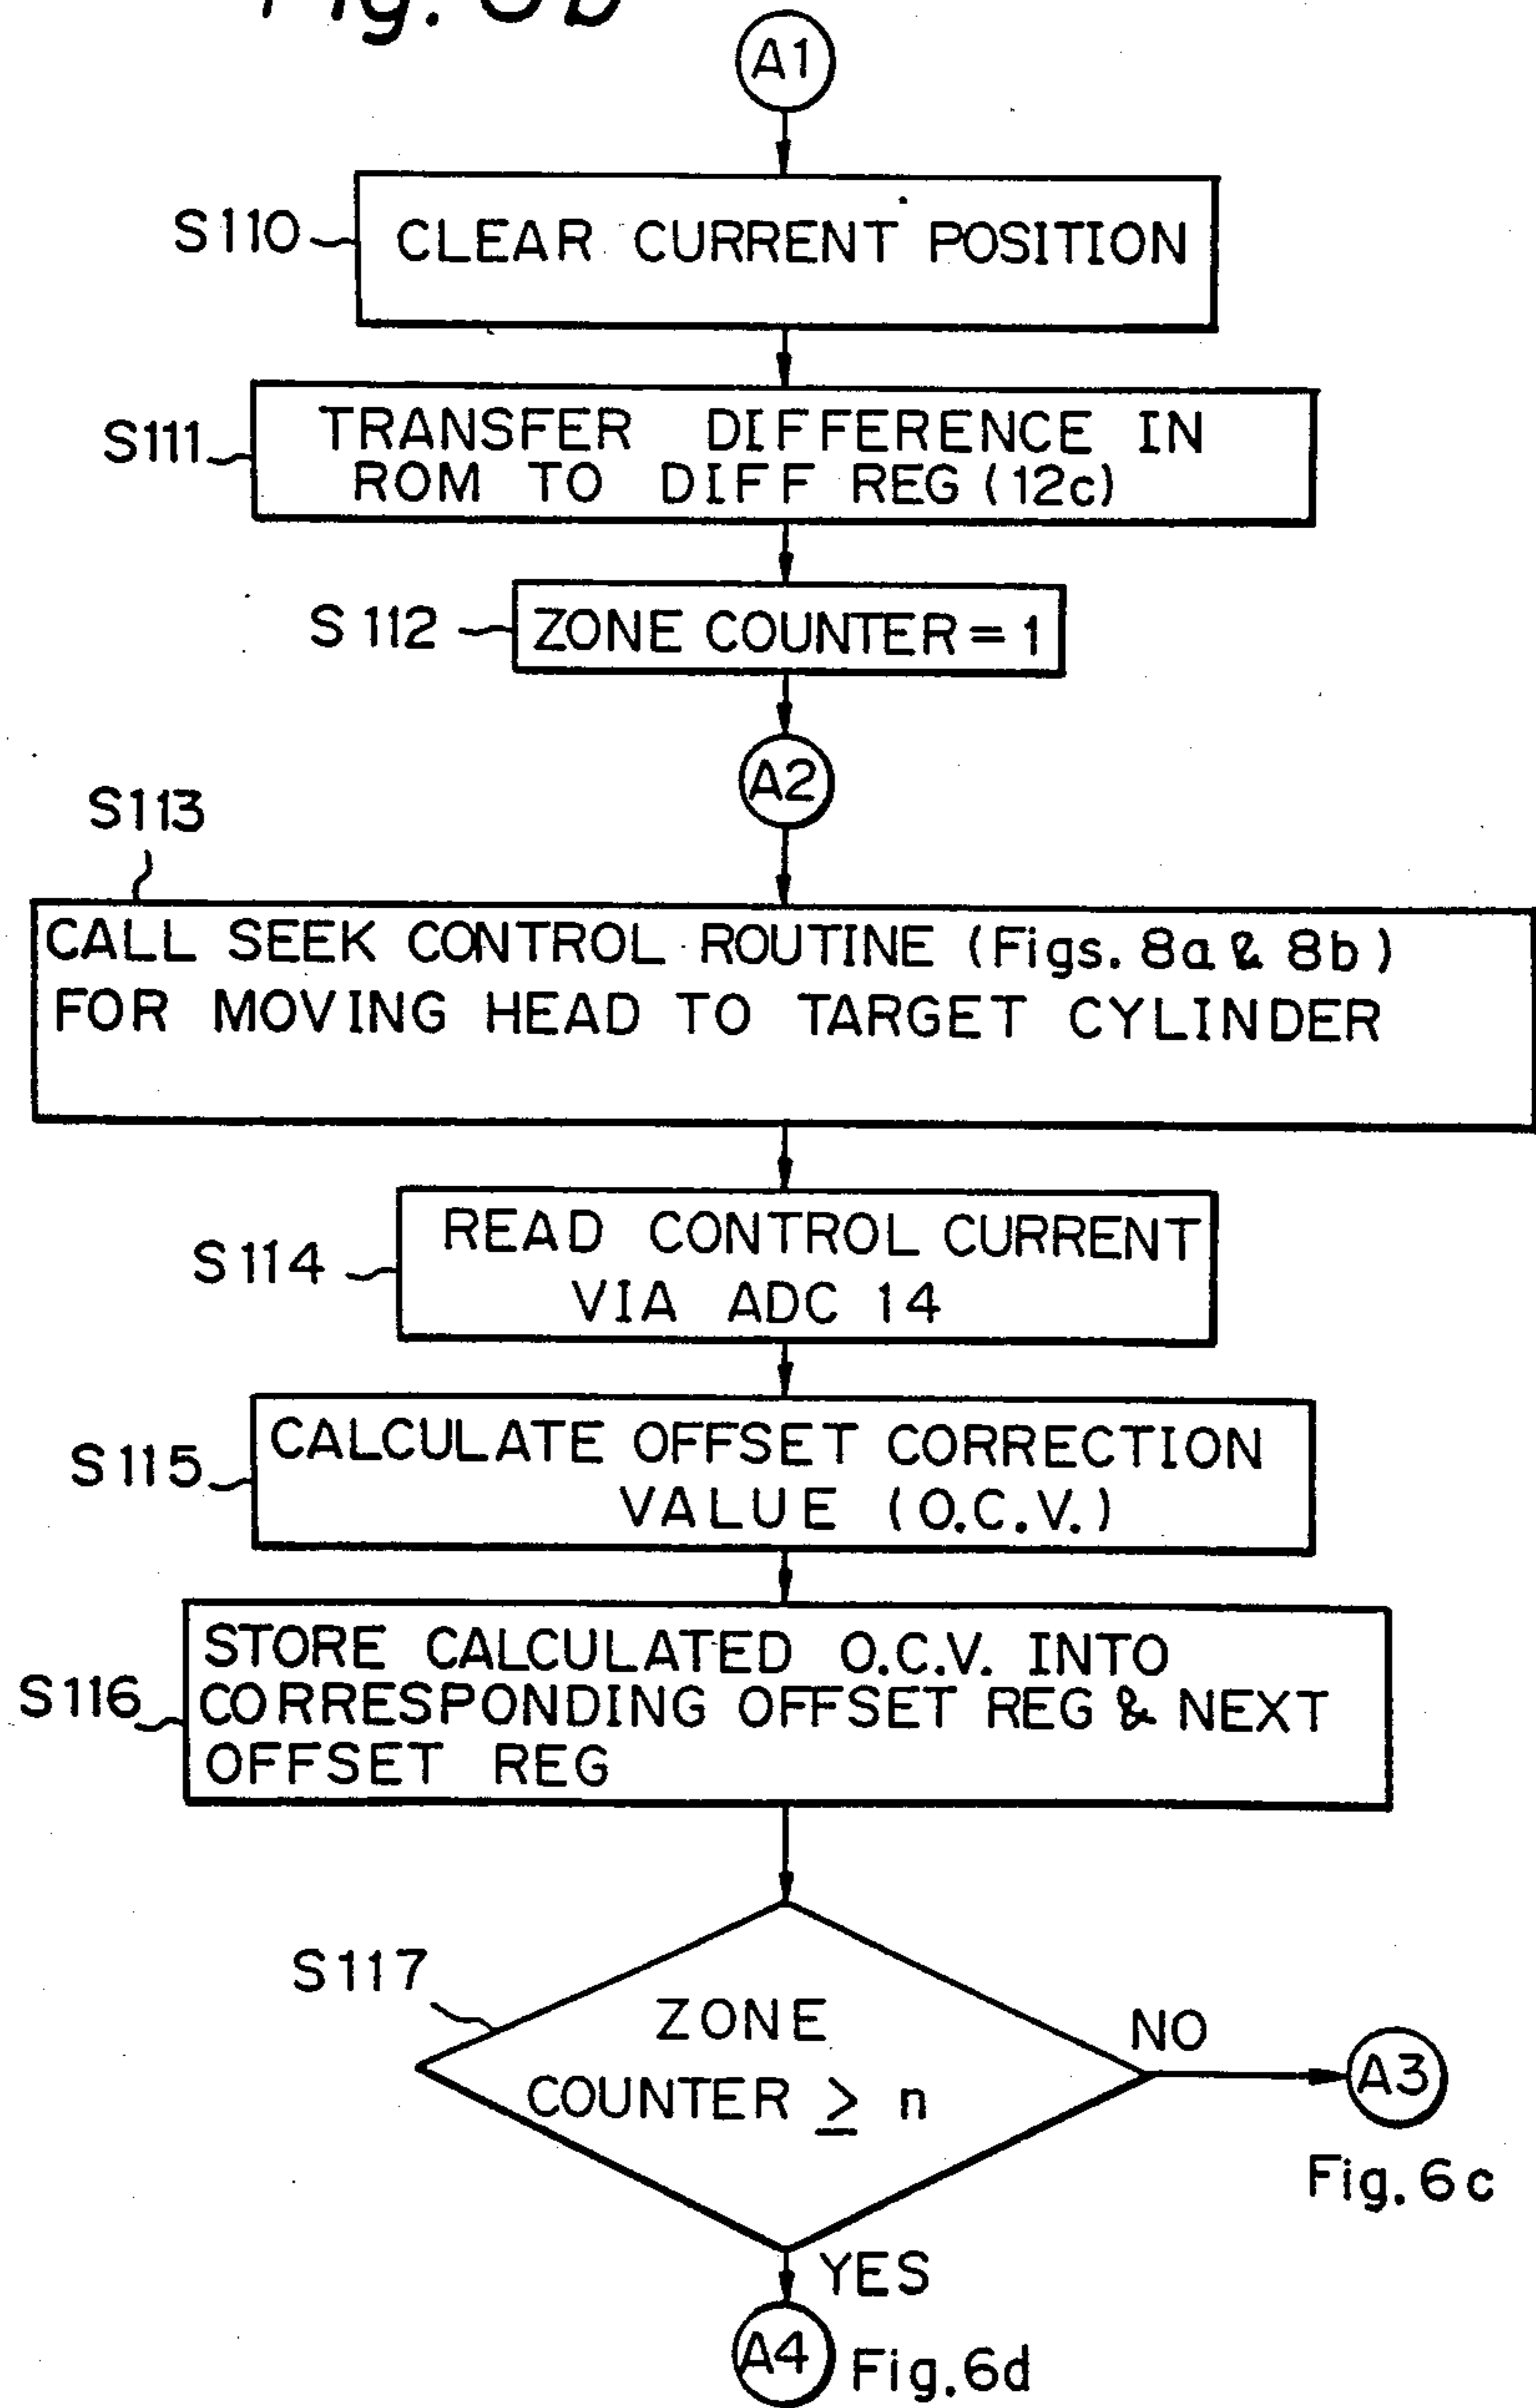 A1
S110
CLEAR CURRENT POSITION
S111
TRANSFER DIFFERENCE IN
ROM TO DIFF REG (12c)
S112
ZONE COUNTER = 1
A2
S113
CALL SEEK CONTROL ROUTINE (Figs. 8a & 8b)
FOR MOVING HEAD TO TARGET CYLINDER
S114
READ CONTROL CURRENT
VIA ADC 14
S115
CALCULATE OFFSET CORRECTION
VALUE (O.C.V.)
S116
STORE CALCULATED O.C.V. INTO
CORRESPONDING OFFSET REG & NEXT
OFFSET REG
S117
ZONE
COUNTER ≥ n
NO
A3
Fig. 6c
YES
A4
Fig. 6d